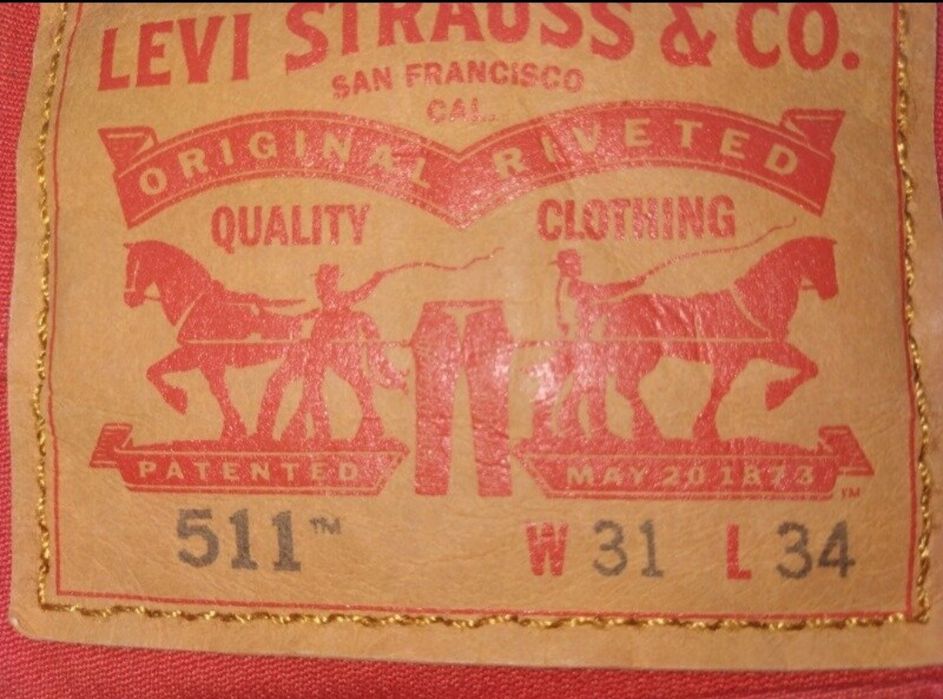 LEVI STRAUSS & CO.
SAN FRANCISCO
CAL.
ORIGINAL RIVETED
QUALITY CLOTHING
PATENTED MAY 20 1873 TM
511™ W 31 L 34